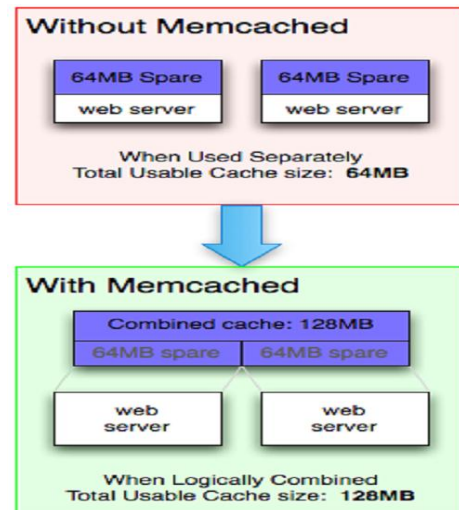 Without Memcached
64MB Spare
web server
64MB Spare
web server
When Used Separately
Total Usable Cache size: 64MB
With Memcached
Combined cache: 128MB
64MB spare
64MB spare
web
server
web
server
When Logically Combined
Total Usable Cache size: 128MB